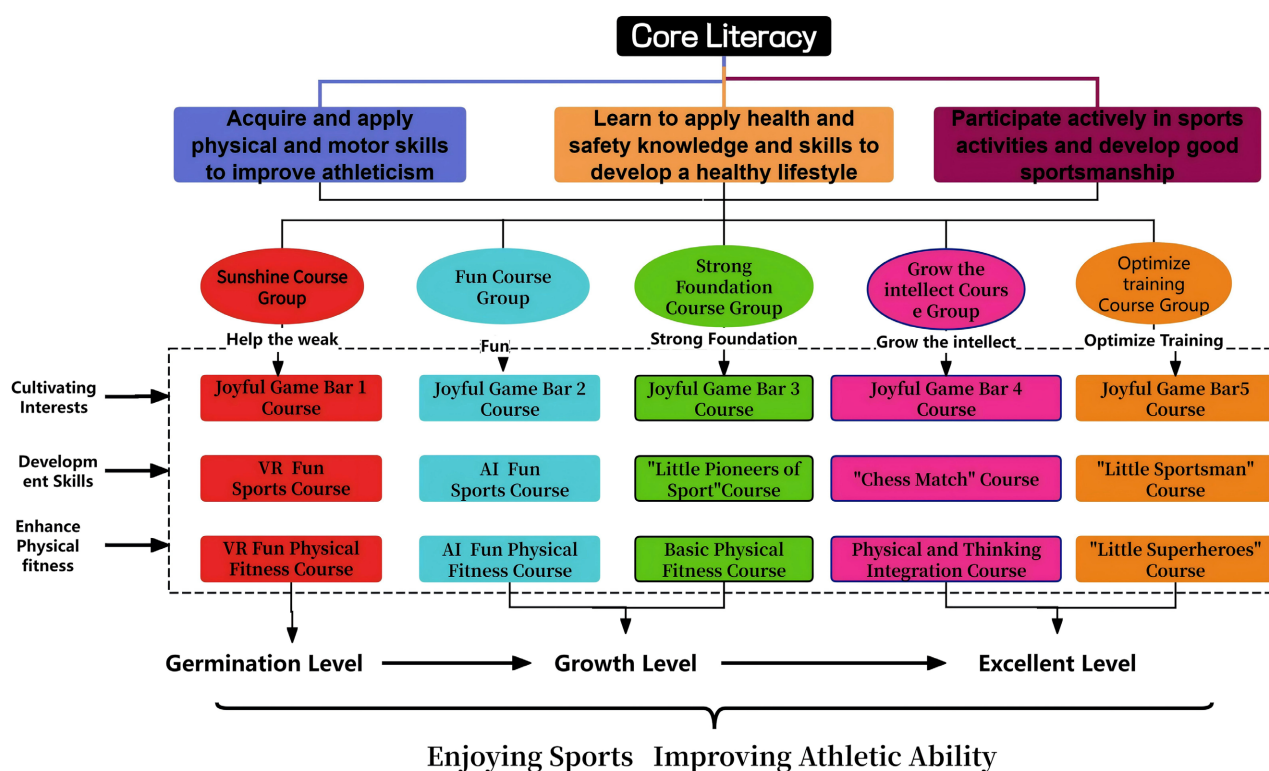 Core Literacy
Acquire and apply
physical and motor skills
to improve athleticism
Learn to apply health and
safety knowledge and skills to
develop a healthy lifestyle
Participate actively in sports
activities and develop good
sportsmanship
Sunshine Course
Group
Fun Course
Group
Strong
Foundation
Course Group
Grow the
intellect Cours
e Group
Optimize
training
Course Group
Help the weak
Fun
Strong Foundation
Grow the intellect
Optimize Training
Cultivating
Interests
Joyful Game Bar 1
Course
Joyful Game Bar 2
Course
Joyful Game Bar 3
Course
Joyful Game Bar 4
Course
Joyful Game Bar5
Course
Developm
ent Skills
VR Fun
Sports Course
AI Fun
Sports Course
"Little Pioneers of
Sport"Course
"Chess Match" Course
"Little Sportsman"
Course
Enhance
Physical
fitness
VR Fun Physical
Fitness Course
AI Fun Physical
Fitness Course
Basic Physical
Fitness Course
Physical and Thinking
Integration Course
"Little Superheroes"
Course
Germination Level
Growth Level
Excellent Level
Enjoying Sports Improving Athletic Ability